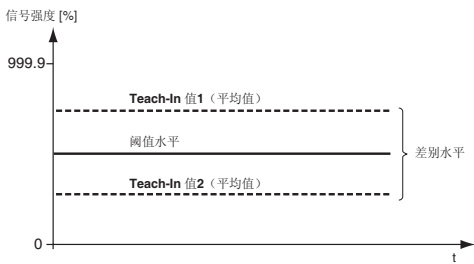 信号强度 [%]
999.9
Teach-In 值1（平均值）
阈值水平
差别水平
Teach-In 值2（平均值）
0
t